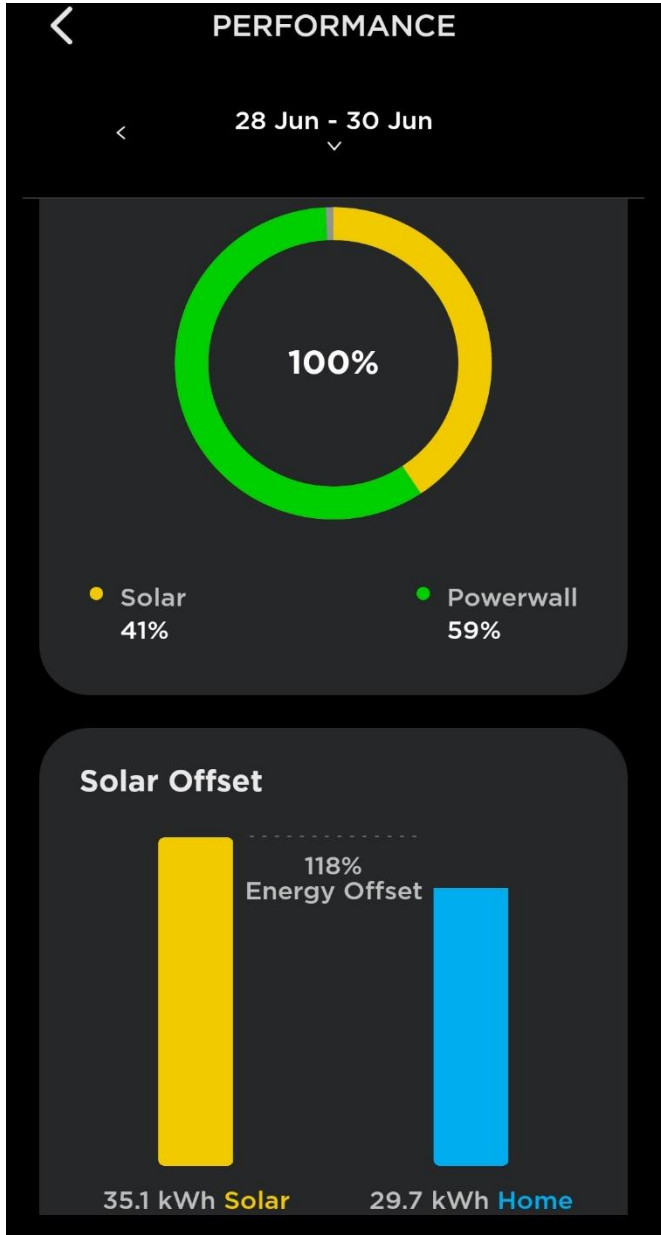 PERFORMANCE
28 Jun - 30 Jun
100%
Solar
41%
Powerwall
59%
Solar Offset
118%
Energy Offset
35.1 kWh Solar
29.7 kWh Home